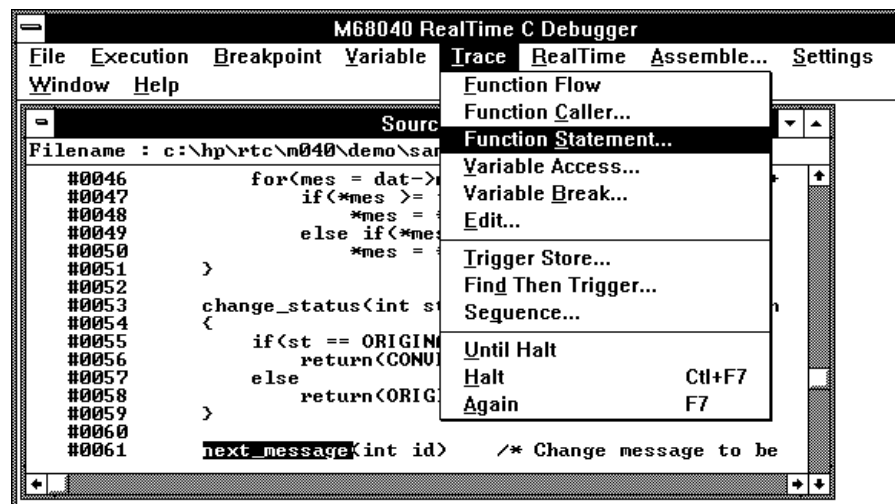 M68040 RealTime C Debugger
File Execution Breakpoint Variable Trace RealTime Assemble... Settings
Window Help
Function Flow
Function Caller...
Function Statement...
Variable Access...
Variable Break...
Edit...
Trigger Store...
Find Then Trigger...
Sequence...
Until Halt
Halt Ctl+F7
Again F7
Sourc
Filename : c:\hp\rtc\m040\demo\sam
#0046 for(mes = dat->
#0047 if(*mes >=
#0048 *mes =
#0049 else if(*mes
#0050 *mes =
#0051 }
#0052
#0053 change_status(int st
#0054 {
#0055 if(st == ORIGINA
#0056 return(CONV
#0057 else
#0058 return(ORIG
#0059 }
#0060
#0061 next_message(int id) /* Change message to be